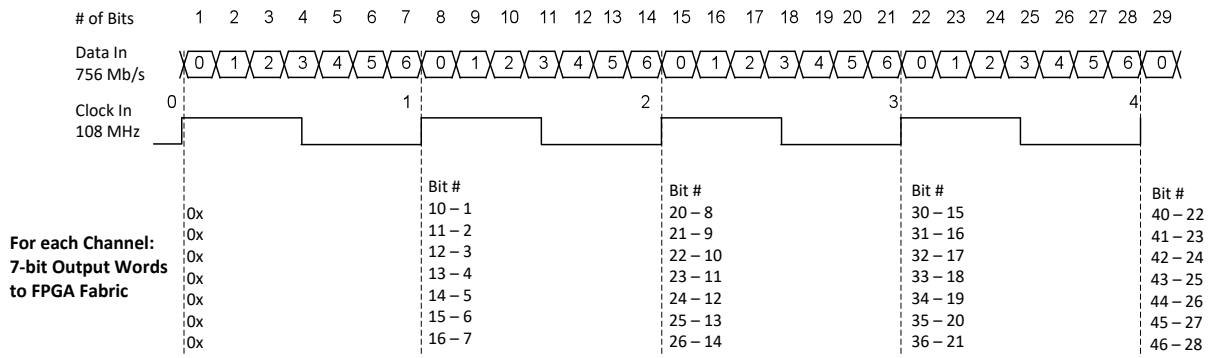 # of Bits 1 2 3 4 5 6 7 8 9 10 11 12 13 14 15 16 17 18 19 20 21 22 23 24 25 26 27 28 29
Data In
756 Mb/s
0 1 2 3 4 5 6 0 1 2 3 4 5 6 0 1 2 3 4 5 6 0 1 2 3 4 5 6 0
0 1 2 3 4
Clock In
108 MHz
For each Channel:
7-bit Output Words
to FPGA Fabric
0x
0x
0x
0x
0x
0x
0x
Bit #
10 – 1
11 – 2
12 – 3
13 – 4
14 – 5
15 – 6
16 – 7
Bit #
20 – 8
21 – 9
22 – 10
23 – 11
24 – 12
25 – 13
26 – 14
Bit #
30 – 15
31 – 16
32 – 17
33 – 18
34 – 19
35 – 20
36 – 21
Bit #
40 – 22
41 – 23
42 – 24
43 – 25
44 – 26
45 – 27
46 – 28